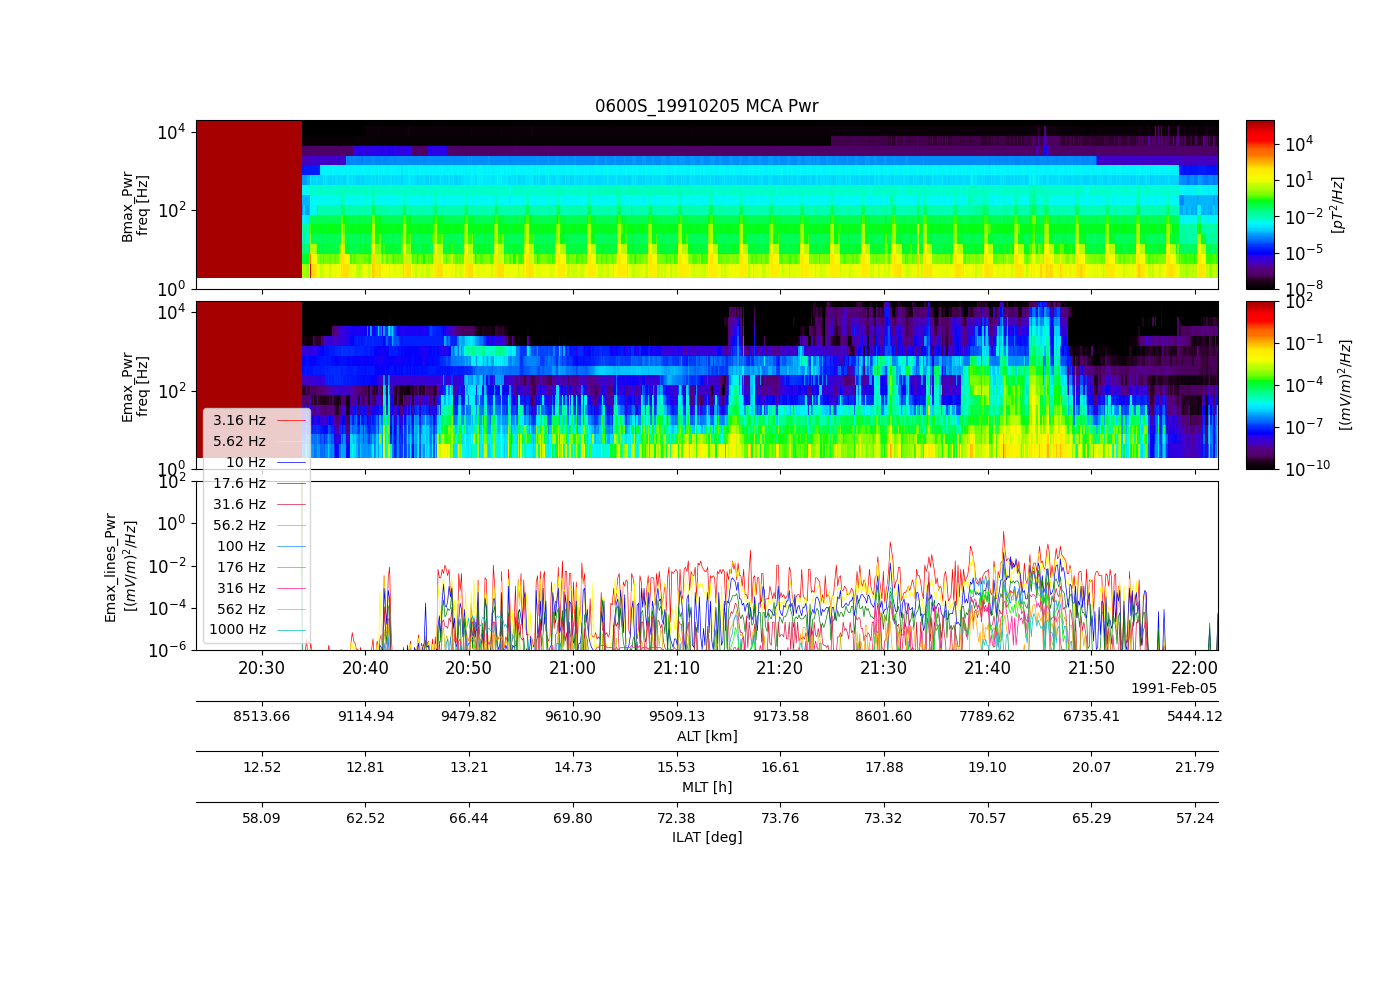 0600S_19910205 MCA Pwr
Bmax_Pwr
freq [Hz]
10^4
10^2
10^0
10^4
10^1
10^-2
10^-5
10^-8
[pT^2/Hz]
Emax_Pwr
freq [Hz]
10^4
10^2
10^0
10^2
10^-1
10^-4
10^-7
10^-10
[(mV/m)^2/Hz]
Emax_lines_Pwr
[(mV/m)^2/Hz]
10^2
10^0
10^-2
10^-4
10^-6
3.16 Hz
5.62 Hz
10 Hz
17.6 Hz
31.6 Hz
56.2 Hz
100 Hz
176 Hz
316 Hz
562 Hz
1000 Hz
20:30 20:40 20:50 21:00 21:10 21:20 21:30 21:40 21:50 22:00
1991-Feb-05
8513.66 9114.94 9479.82 9610.90 9509.13 9173.58 8601.60 7789.62 6735.41 5444.12
ALT [km]
12.52 12.81 13.21 14.73 15.53 16.61 17.88 19.10 20.07 21.79
MLT [h]
58.09 62.52 66.44 69.80 72.38 73.76 73.32 70.57 65.29 57.24
ILAT [deg]